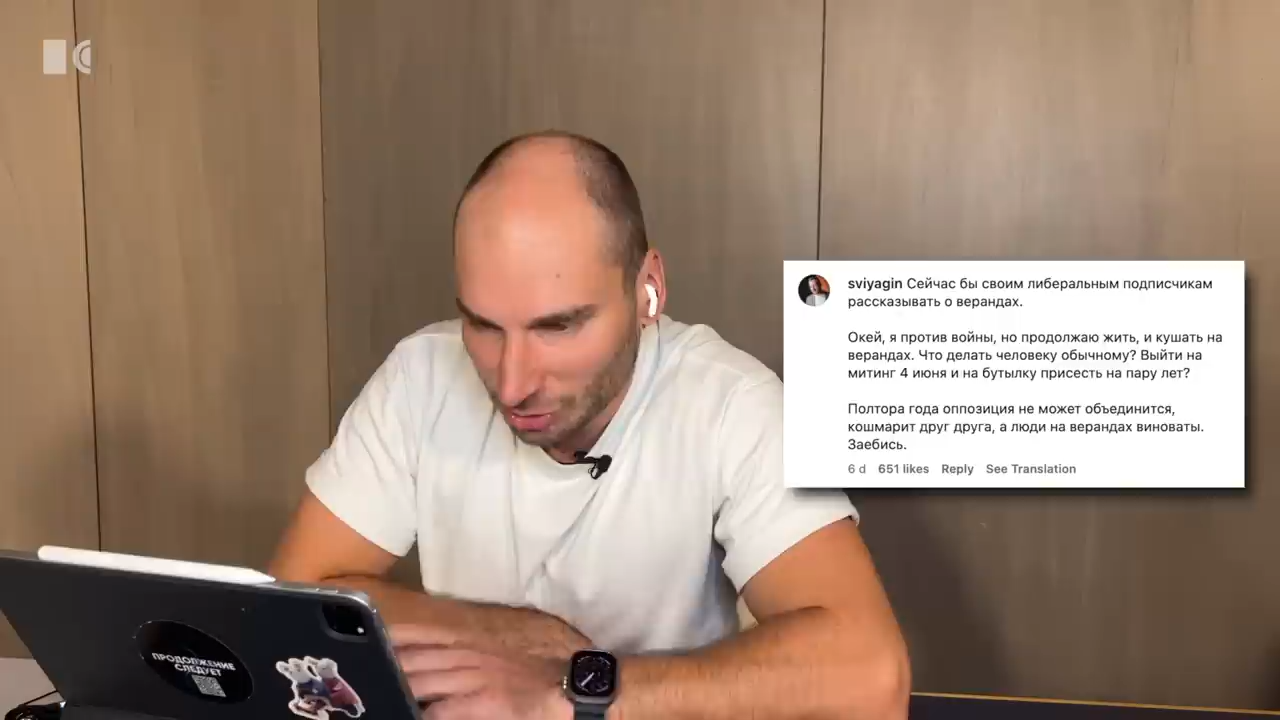 sviyagin Сейчас бы своим либеральным подписчикам
рассказывать о верандах.
Окей, я против войны, но продолжаю жить, и кушать на
верандах. Что делать человеку обычному? Выйти на
митинг 4 июня и на бутылку присесть на пару лет?
Полтора года оппозиция не может объединится,
кошмарит друг друга, а люди на верандах виноваты.
Заебись.
6 d 651 likes Reply See Translation
ПРОДОЛЖЕНИЕ
СЛЕДУЕТ